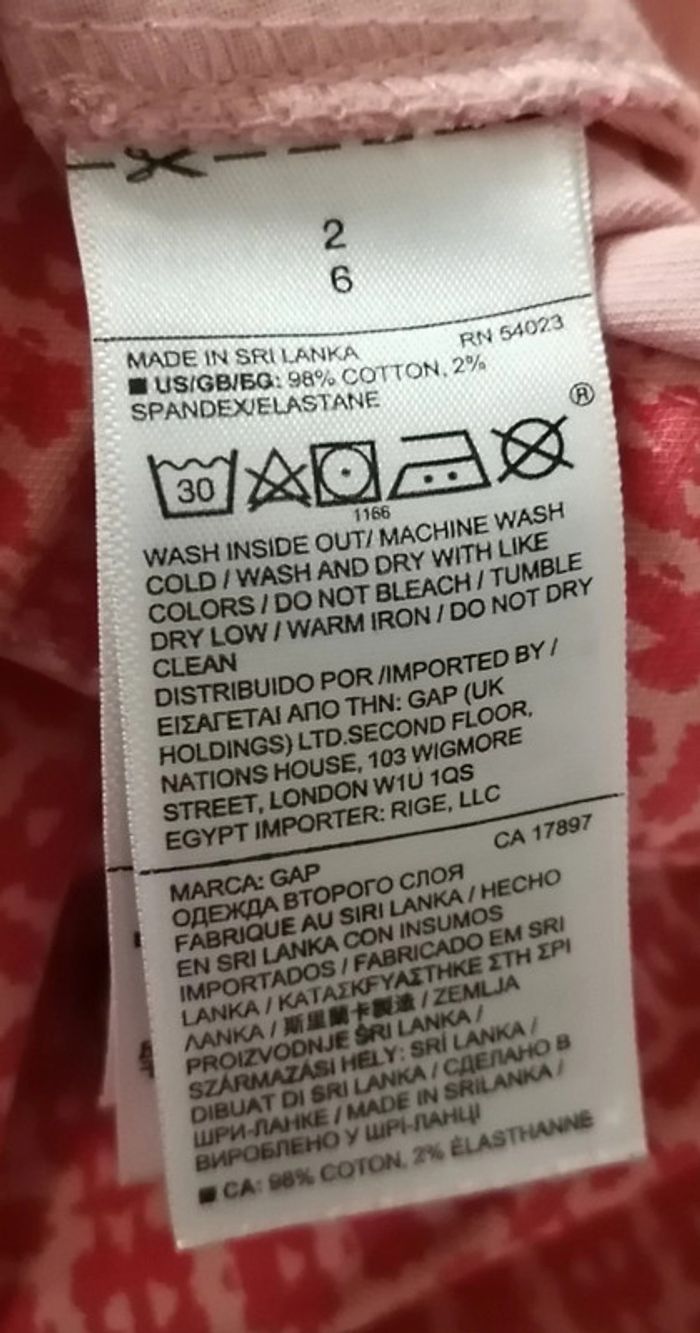 2
6
RN 54023
MADE IN SRI LANKA
US/GB/БG: 98% COTTON, 2%
SPANDEX/ELASTANE
®
30
1166
WASH INSIDE OUT/ MACHINE WASH
COLD / WASH AND DRY WITH LIKE
COLORS / DO NOT BLEACH / TUMBLE
DRY LOW / WARM IRON / DO NOT DRY
CLEAN
DISTRIBUIDO POR /IMPORTED BY /
ΕΙΣΑΓΕΤΑΙ ΑΠΟ ΤΗΝ: GAP (UK
HOLDINGS) LTD.SECOND FLOOR,
NATIONS HOUSE, 103 WIGMORE
STREET, LONDON W1U 1QS
EGYPT IMPORTER: RIGE, LLC
CA 17897
MARCA: GAP
ОДЕЖДА ВТОРОГО СЛОЯ
FABRIQUE AU SIRI LANKA / HECHO
EN SRI LANKA CON INSUMOS
IMPORTADOS / FABRICADO EM SRI
LANKA / ΚΑΤΑΣΚFΥΑΣΤΗΚΕ ΣΤΗ ΣΡΙ
ΛΑΝΚΑ / 斯里蘭卡製造 / ZEMLJA
PROIZVODNJE ŠRI LANKA /
SZÁRMAZÁSI HELY: SRÍ LANKA /
DIBUAT DI SRI LANKA / СДЕЛАНО В
ШРИ-ЛАНКЕ / MADE IN SRILANKA /
ВИРОБЛЕНО У ШРІ-ЛАНЦІ
CA: 98% COTON, 2% ÉLASTHANNE